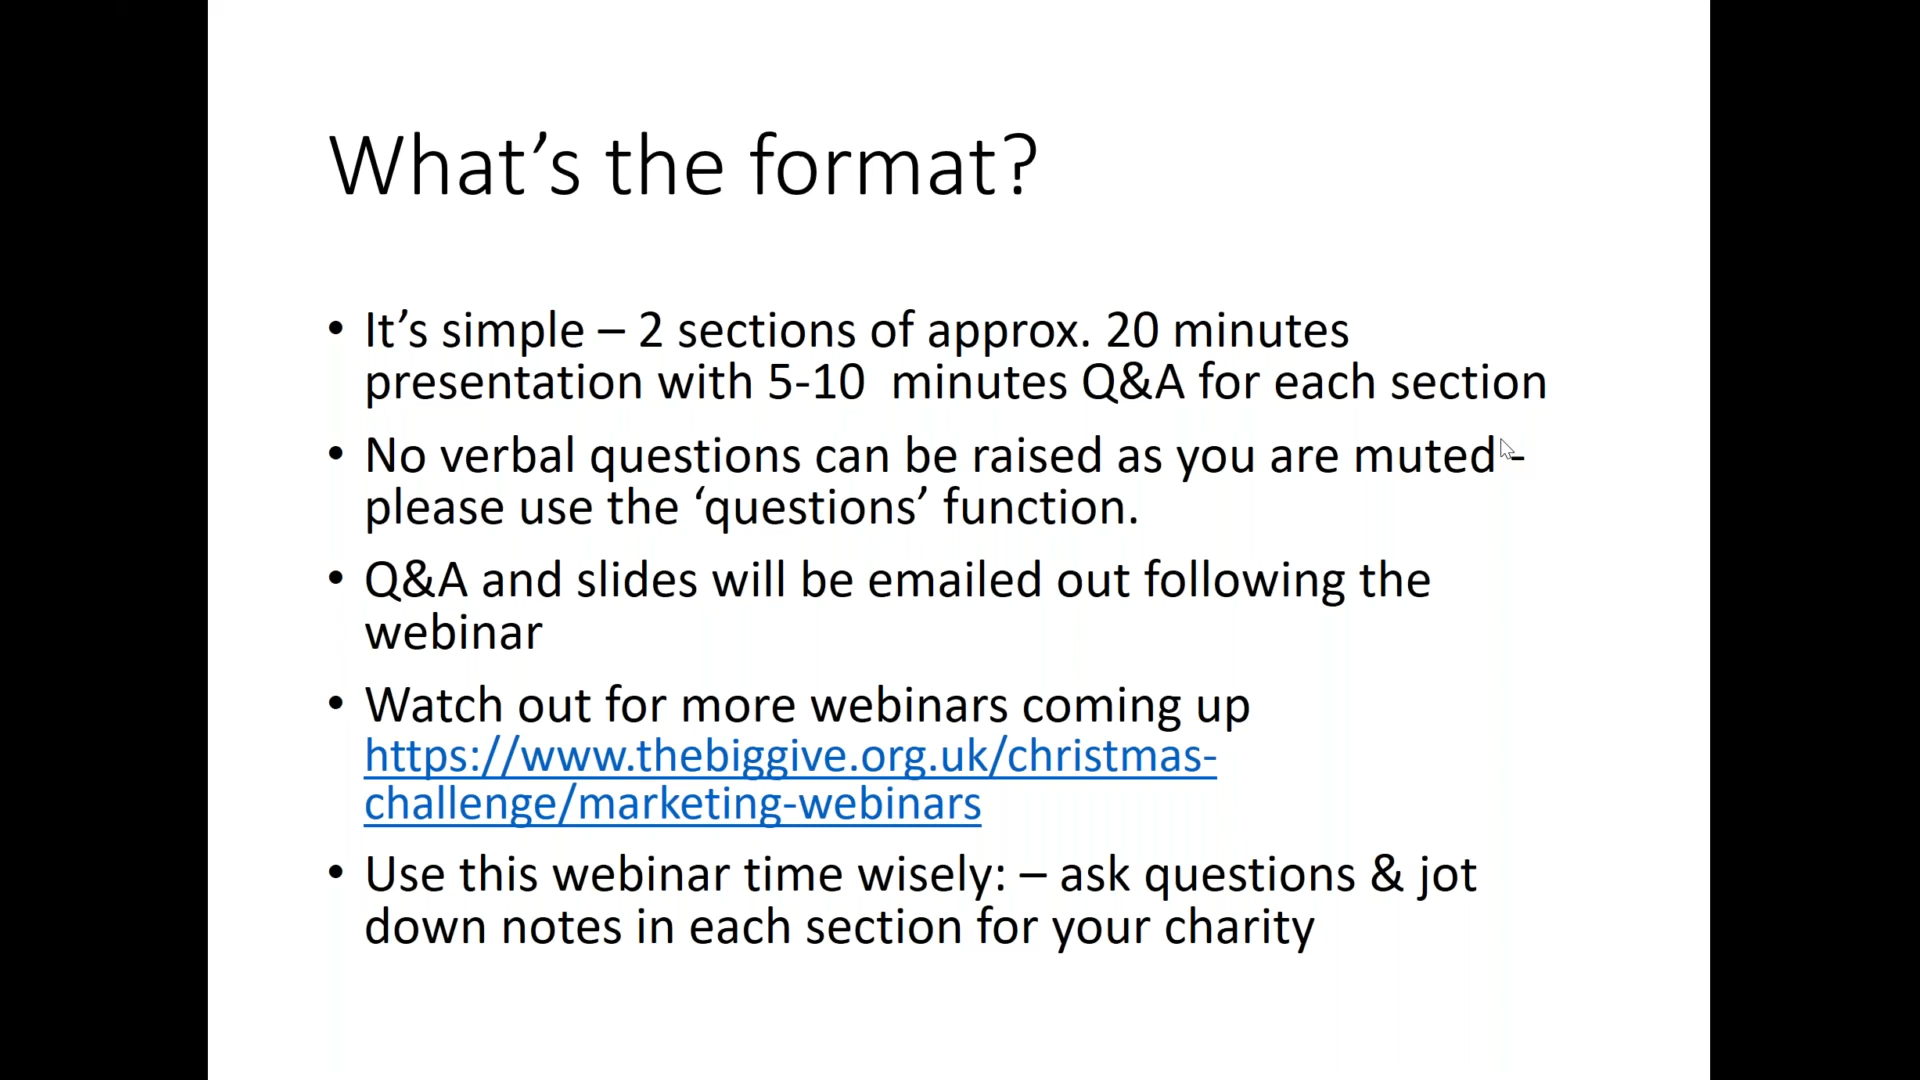 What’s the format?
• It’s simple – 2 sections of approx. 20 minutes
presentation with 5-10  minutes Q&A for each section
• No verbal questions can be raised as you are muted -
please use the ‘questions’ function.
• Q&A and slides will be emailed out following the
webinar
• Watch out for more webinars coming up
https://www.thebiggive.org.uk/christmas-
challenge/marketing-webinars
• Use this webinar time wisely: – ask questions & jot
down notes in each section for your charity